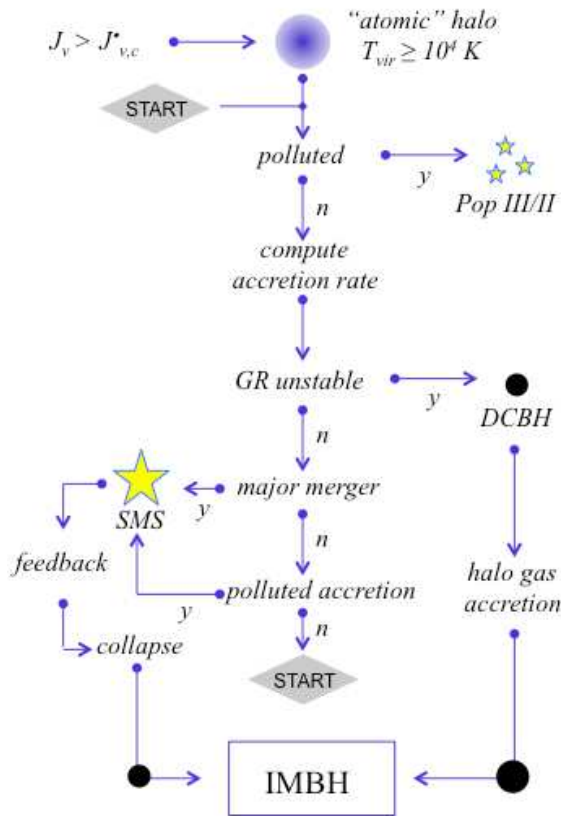 J_v > J^•_{v,c}
"atomic" halo
T_vir ≥ 10^4 K
START
polluted
y
Pop III/II
n
compute
accretion rate
GR unstable
y
DCBH
n
major merger
y
SMS
n
feedback
polluted accretion
y
halo gas
accretion
n
collapse
START
IMBH